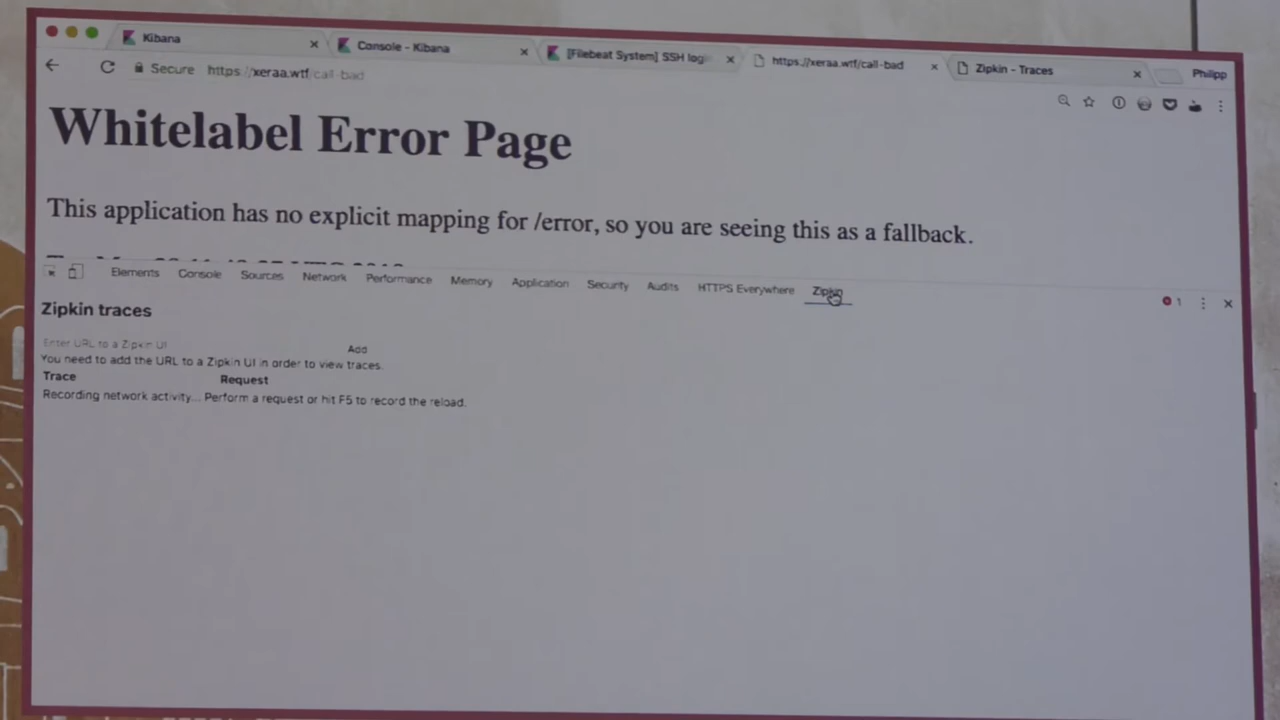 Kibana
Console - Kibana
[Filebeat System] SSH log
https://xeraa.wtf/call-bad
Zipkin - Traces
Philipp
Secure
https://xeraa.wtf/call-bad
Whitelabel Error Page
This application has no explicit mapping for /error, so you are seeing this as a fallback.
Elements Console Sources Network Performance Memory Application Security Audits HTTPS Everywhere Zipkin
1
Zipkin traces
Enter URL to a Zipkin UI
Add
You need to add the URL to a Zipkin UI in order to view traces.
Trace Request
Recording network activity... Perform a request or hit F5 to record the reload.